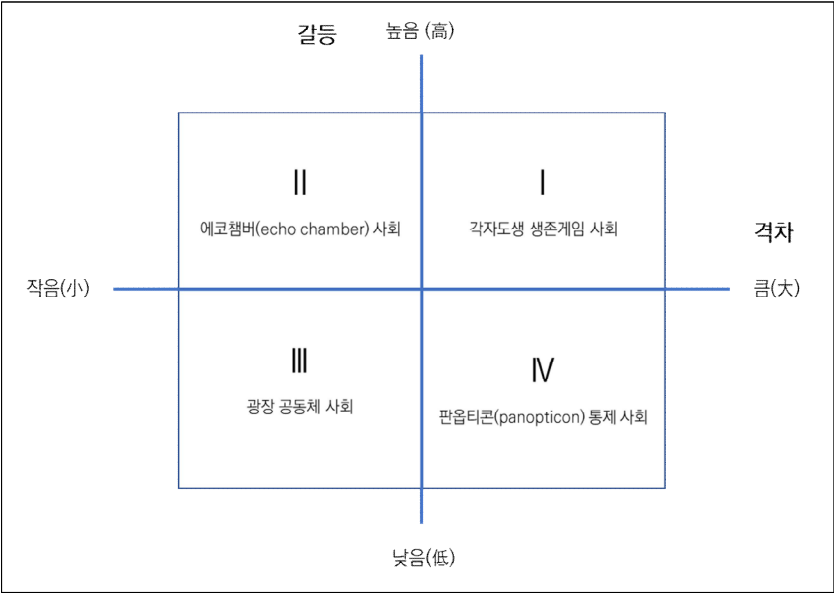 갈등
높음 (高)
Ⅱ
에코챔버(echo chamber) 사회
Ⅰ
각자도생 생존게임 사회
격차
작음(小)
큼(大)
Ⅲ
광장 공동체 사회
Ⅳ
판옵티콘(panopticon) 통제 사회
낮음(低)